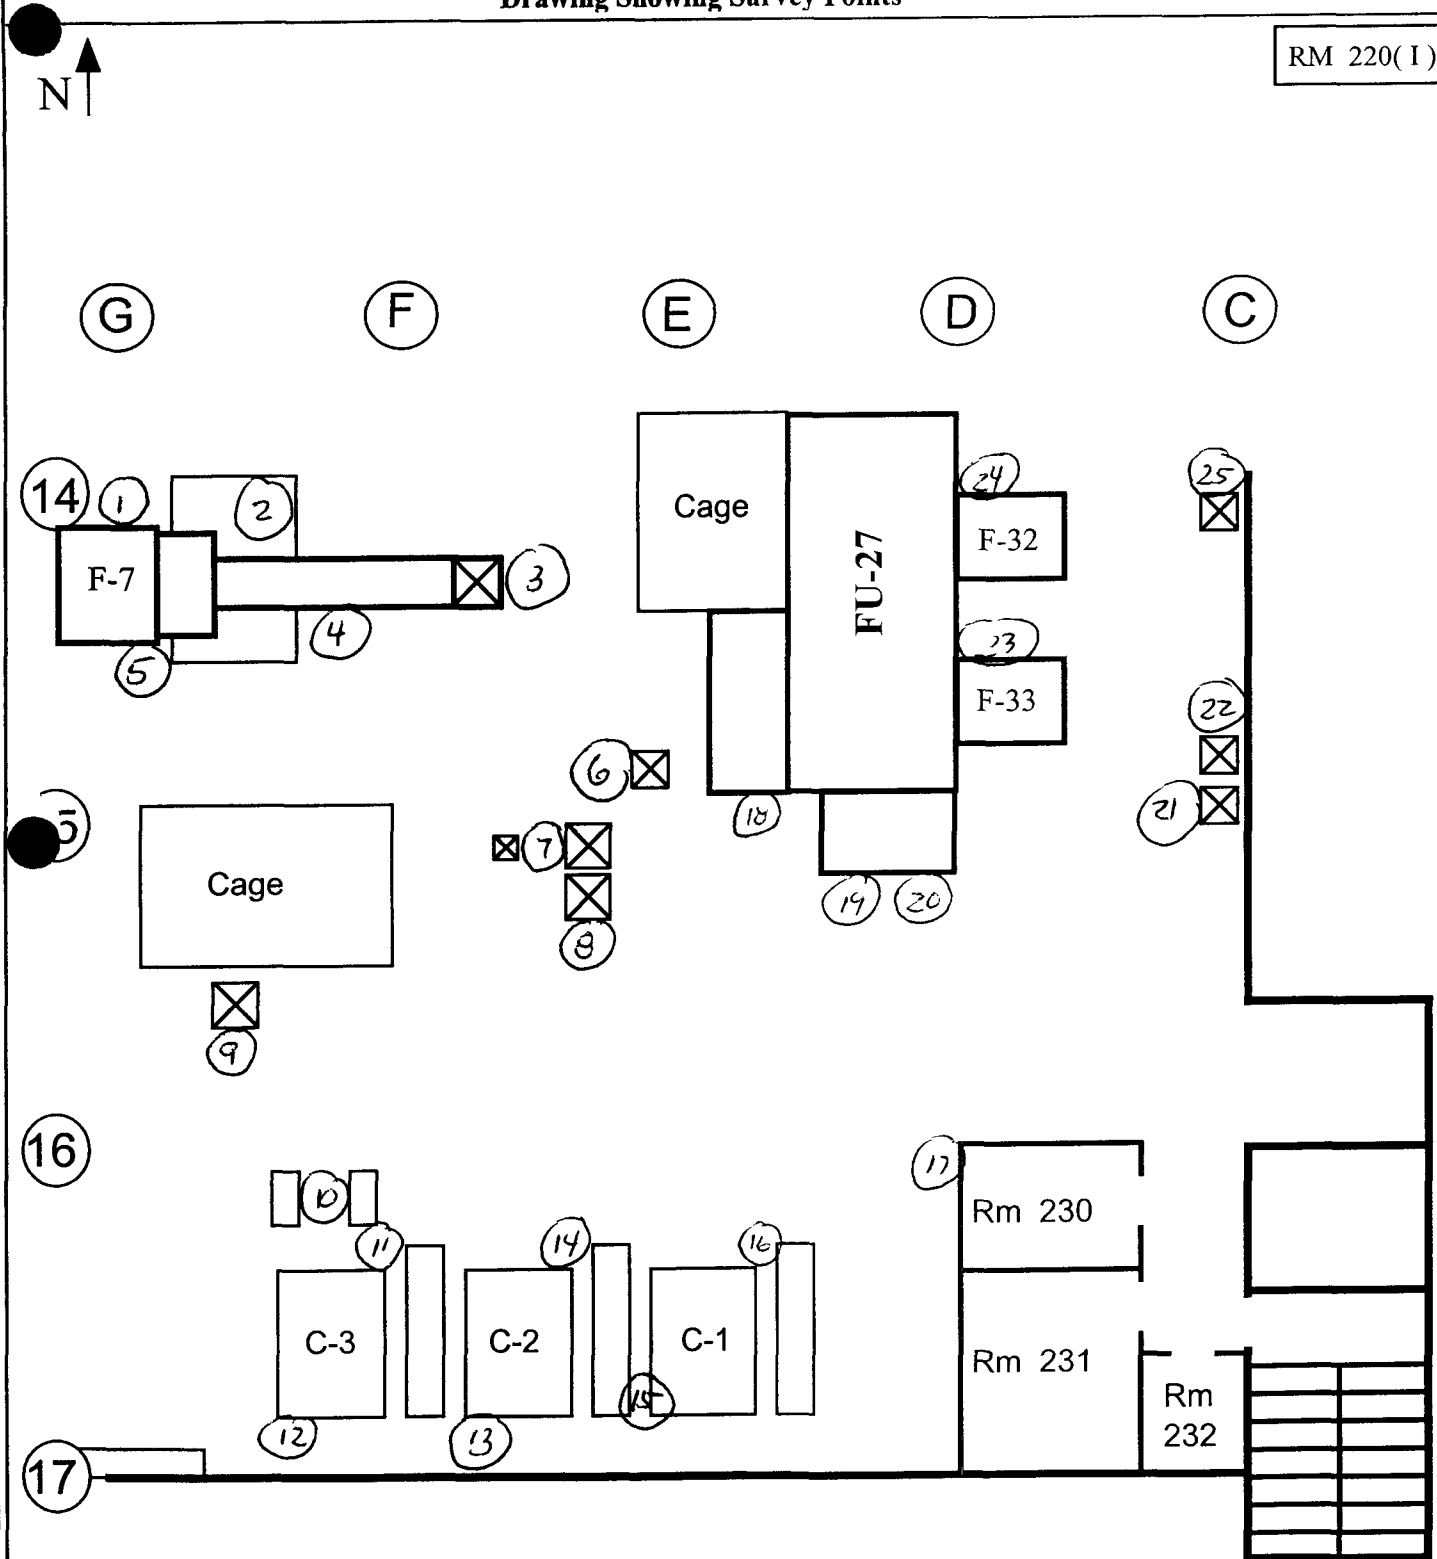 Drawing Showing Survey Points
RM 220( I )
N
G F E D C
14 1 2 Cage 24 25
F-7 3 FU-27 F-32
4
5 23
F-33 22
6
18 21
7
Cage 19 20
8
9
16 17
10 Rm 230
11 14 16
C-3 C-2 C-1 Rm 231
15 Rm
12 13 232
17